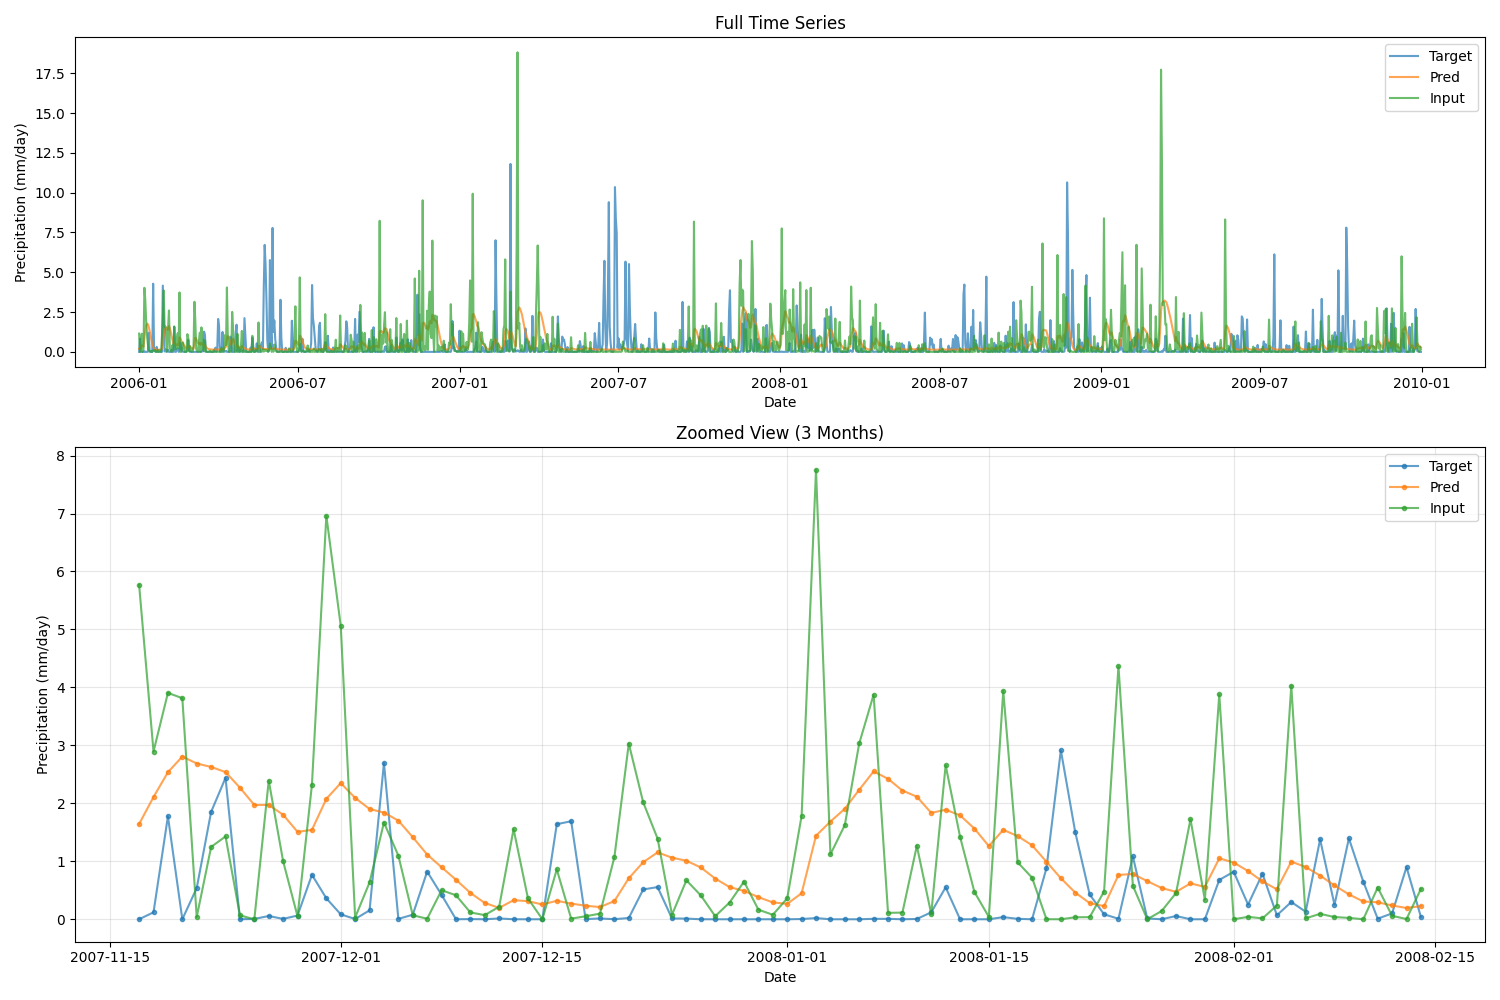 Full Time Series
Precipitation (mm/day)
17.5
15.0
12.5
10.0
7.5
5.0
2.5
0.0
Target
Pred
Input
2006-01
2006-07
2007-01
2007-07
2008-01
2008-07
2009-01
2009-07
2010-01
Date
Zoomed View (3 Months)
Precipitation (mm/day)
8
7
6
5
4
3
2
1
0
Target
Pred
Input
2007-11-15
2007-12-01
2007-12-15
2008-01-01
2008-01-15
2008-02-01
2008-02-15
Date